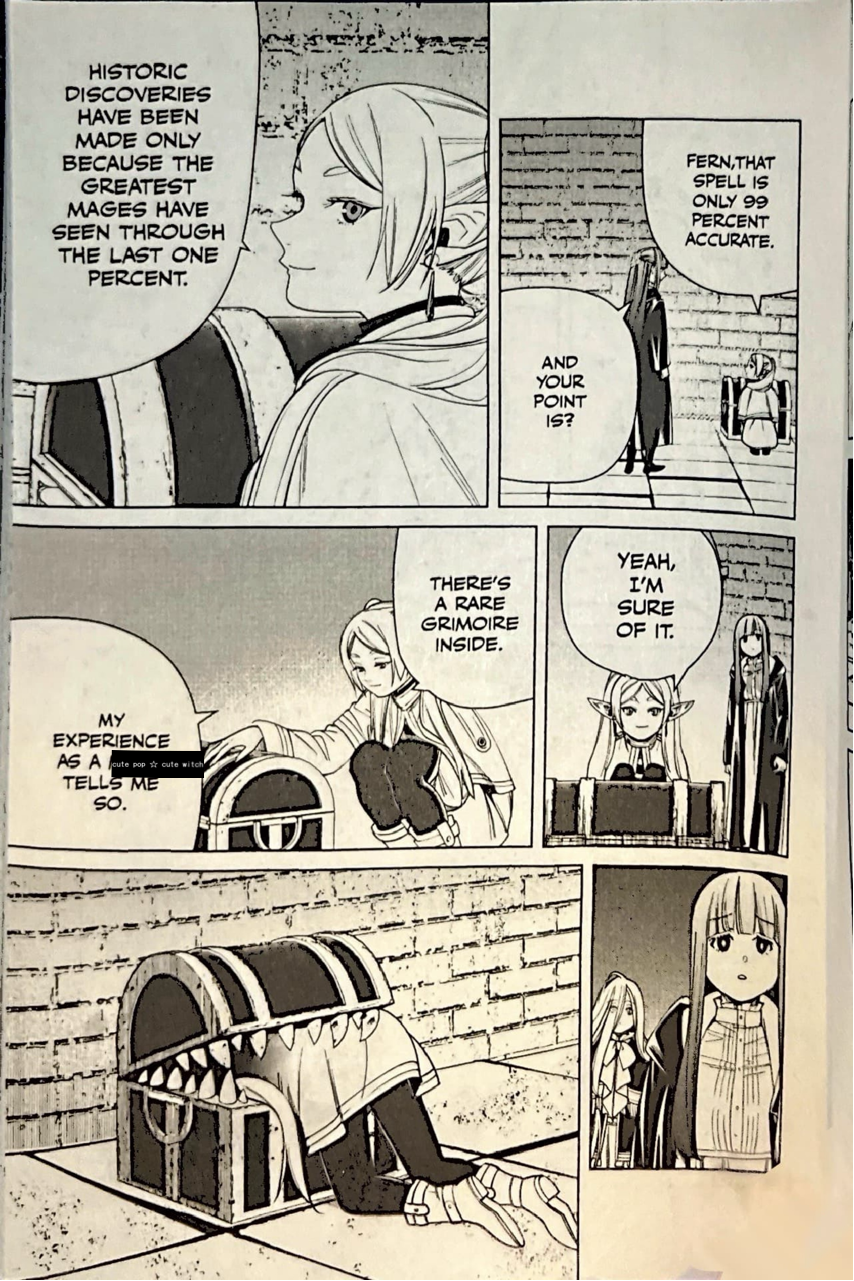 FERN, THAT
SPELL IS
ONLY 99
PERCENT
ACCURATE.
AND
YOUR
POINT
IS?
HISTORIC
DISCOVERIES
HAVE BEEN
MADE ONLY
BECAUSE THE
GREATEST
MAGES HAVE
SEEN THROUGH
THE LAST ONE
PERCENT.
YEAH,
I'M
SURE
OF IT.
THERE'S
A RARE
GRIMOIRE
INSIDE.
MY
EXPERIENCE
AS A
TELLS ME
SO.
cute pop ☆ cute witch